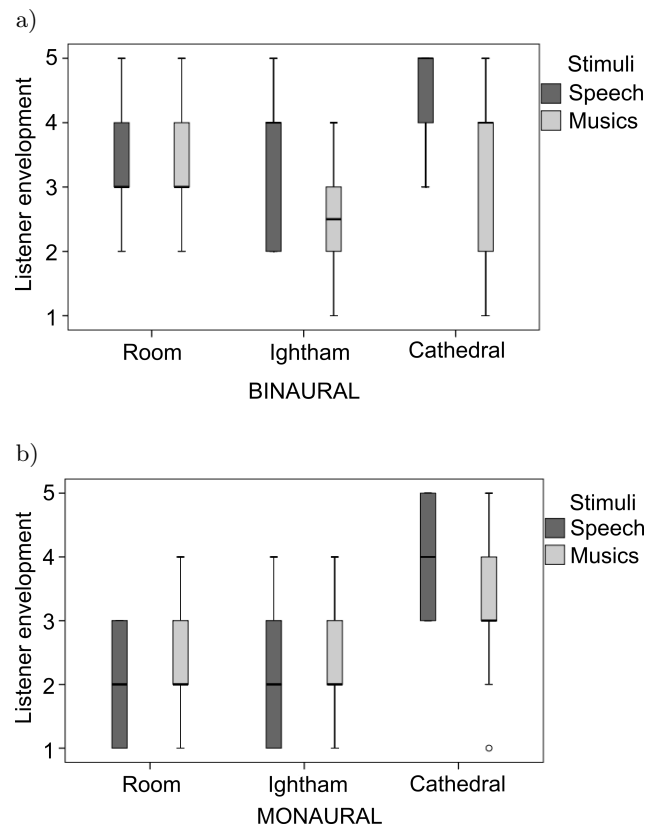 a)
5
4
3
2
1
Listener envelopment
Stimuli
Speech
Musics
Room Ightham Cathedral
BINAURAL
b)
5
4
3
2
1
Listener envelopment
Stimuli
Speech
Musics
Room Ightham Cathedral
MONAURAL